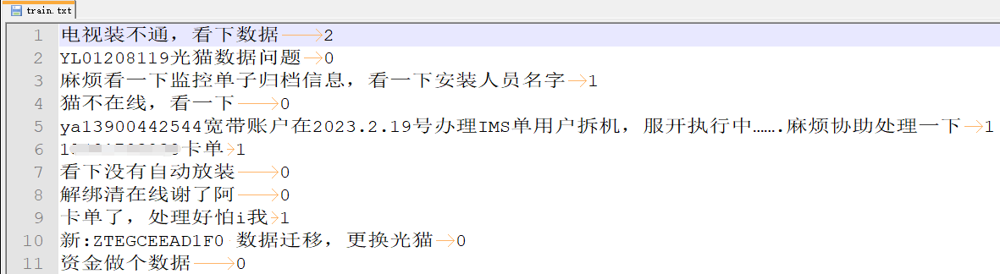 train.txt
1 电视装不通，看下数据 2
2 YL01208119光猫数据问题 0
3 麻烦看一下监控单子归档信息，看一下安装人员名字 1
4 猫不在线，看一下 0
5 ya13900442544宽带账户在2023.2.19号办理IMS单用户拆机，服开执行中…….麻烦协助处理一下 1
6 卡单 1
7 看下没有自动放装 0
8 解绑清在线谢了阿 0
9 卡单了，处理好怕i我 1
10 新:ZTEGCEEAD1F0 数据迁移，更换光猫 0
11 资金做个数据 0